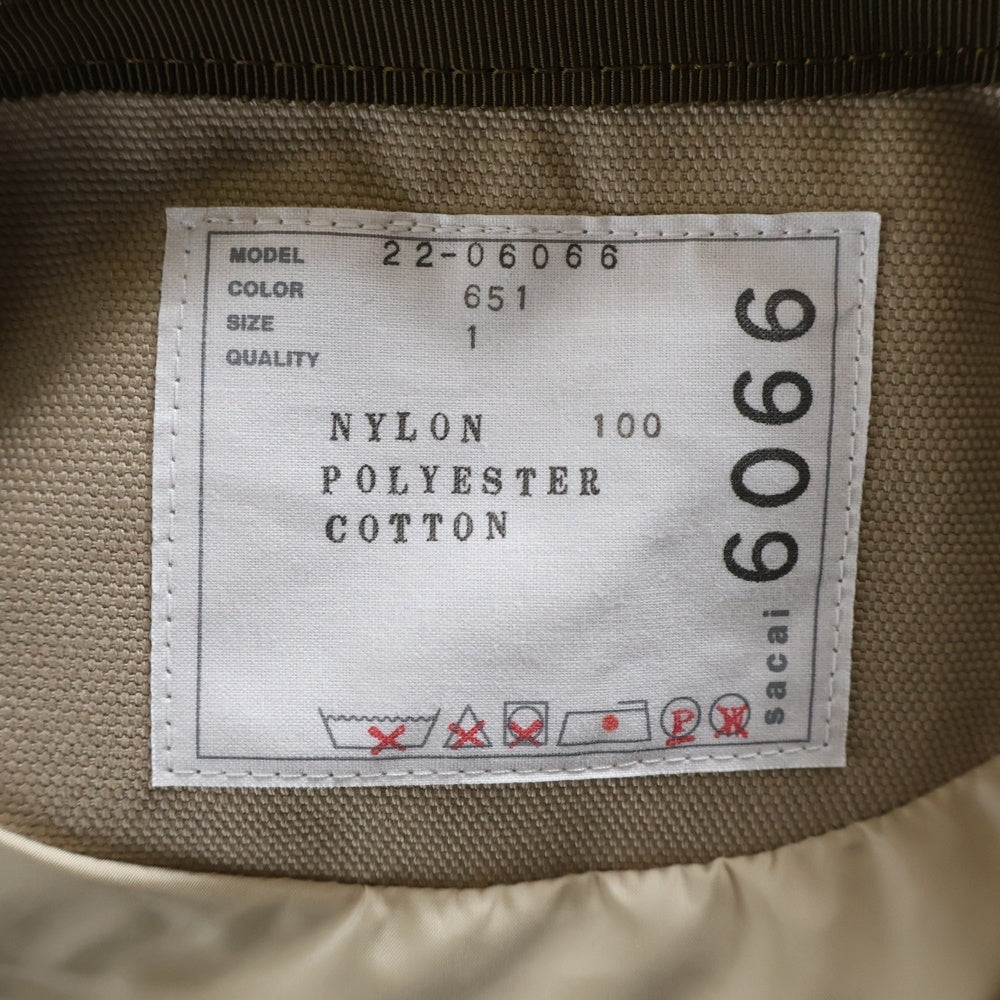 MODEL 22-06066
COLOR 651
SIZE 1
QUALITY
NYLON 100
POLYESTER
COTTON
P W
sacai 6066